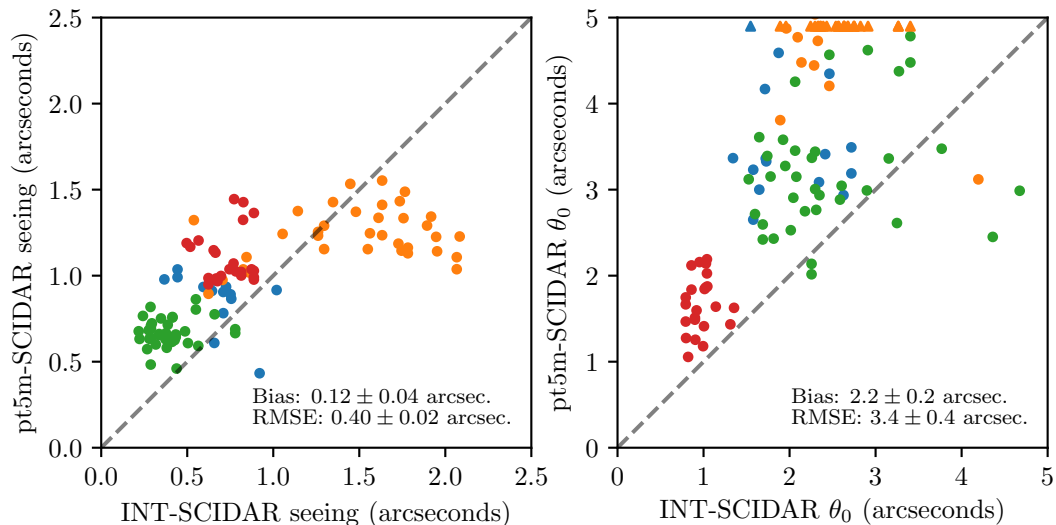 2.5
2.0
1.5
1.0
0.5
0.0
pt5m-SCIDAR seeing (arcseconds)
Bias: 0.12 ± 0.04 arcsec.
RMSE: 0.40 ± 0.02 arcsec.
0.0 0.5 1.0 1.5 2.0 2.5
INT-SCIDAR seeing (arcseconds)
5
4
3
2
1
0
pt5m-SCIDAR θ₀ (arcseconds)
Bias: 2.2 ± 0.2 arcsec.
RMSE: 3.4 ± 0.4 arcsec.
0 1 2 3 4 5
INT-SCIDAR θ₀ (arcseconds)